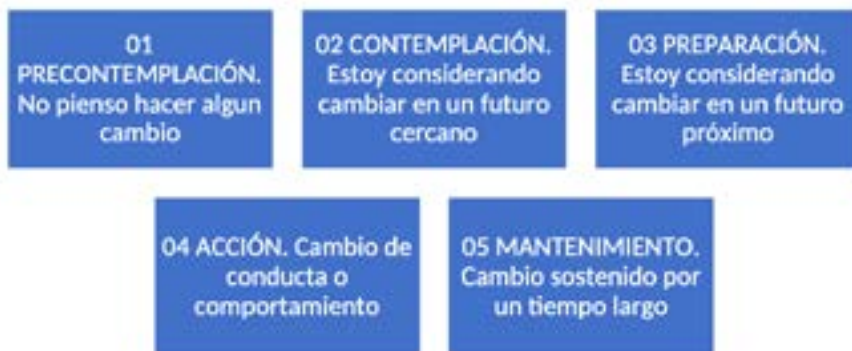 01
PRECONTEMPLACIÓN.
No pienso hacer algun
cambio
02 CONTEMPLACIÓN.
Estoy considerando
cambiar en un futuro
cercano
03 PREPARACIÓN.
Estoy considerando
cambiar en un futuro
próximo
04 ACCIÓN. Cambio de
conducta o
comportamiento
05 MANTENIMIENTO.
Cambio sostenido por
un tiempo largo